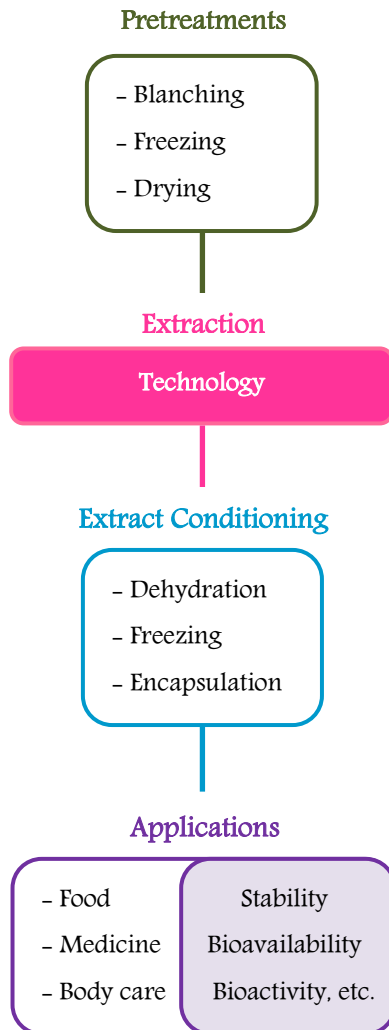 Pretreatments
- Blanching
- Freezing
- Drying
Extraction
Technology
Extract Conditioning
- Dehydration
- Freezing
- Encapsulation
Applications
- Food
- Medicine
- Body care
Stability
Bioavailability
Bioactivity, etc.